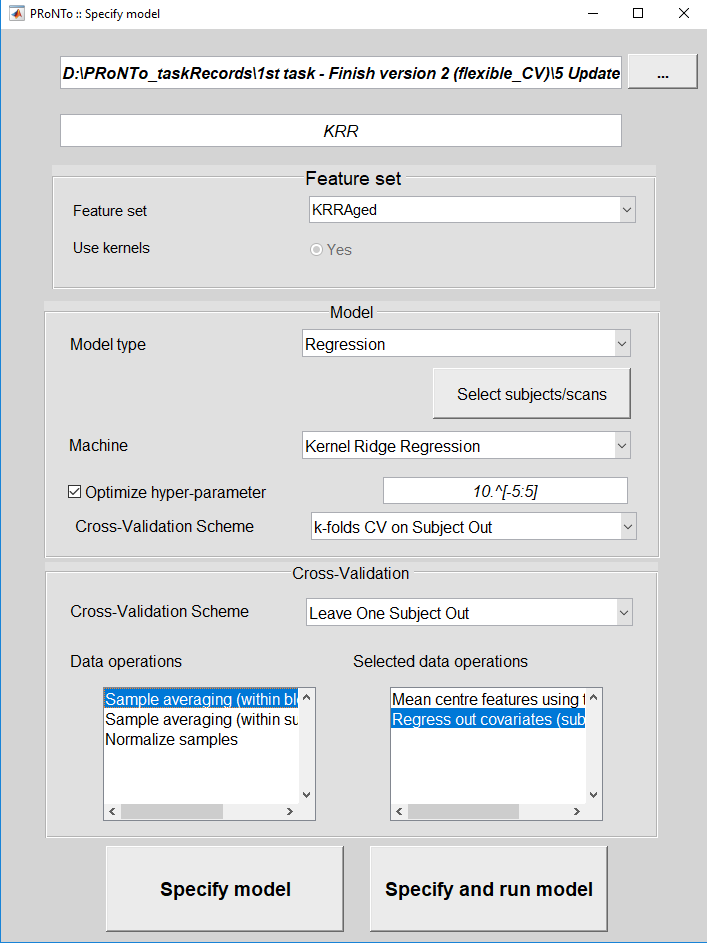 PRoNTo :: Specify model
D:\PRoNTo_taskRecords\1st task - Finish version 2 (flexible_CV)\5 Update
...
KRR
Feature set
Feature set KRRAged
Use kernels Yes
Model
Model type Regression
Select subjects/scans
Machine Kernel Ridge Regression
Optimize hyper-parameter 10.^[-5:5]
Cross-Validation Scheme k-folds CV on Subject Out
Cross-Validation
Cross-Validation Scheme Leave One Subject Out
Data operations Selected data operations
Sample averaging (within blo
Sample averaging (within su
Normalize samples
Mean centre features using t
Regress out covariates (sub
Specify model Specify and run model